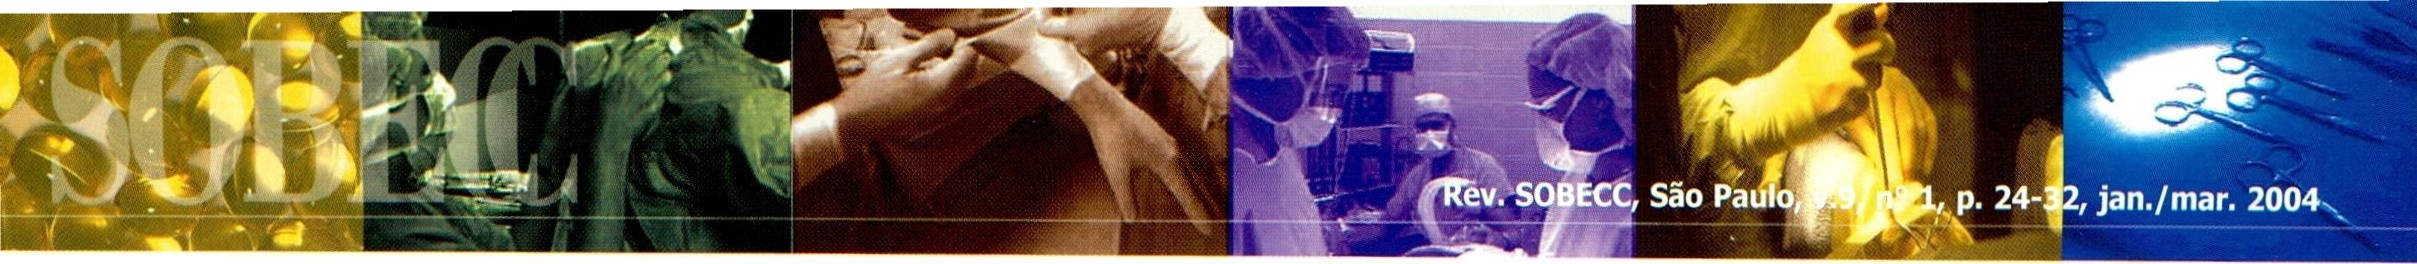 SOBECC
Rev. SOBECC, São Paulo, v.9, nº 1, p. 24-32, jan./mar. 2004